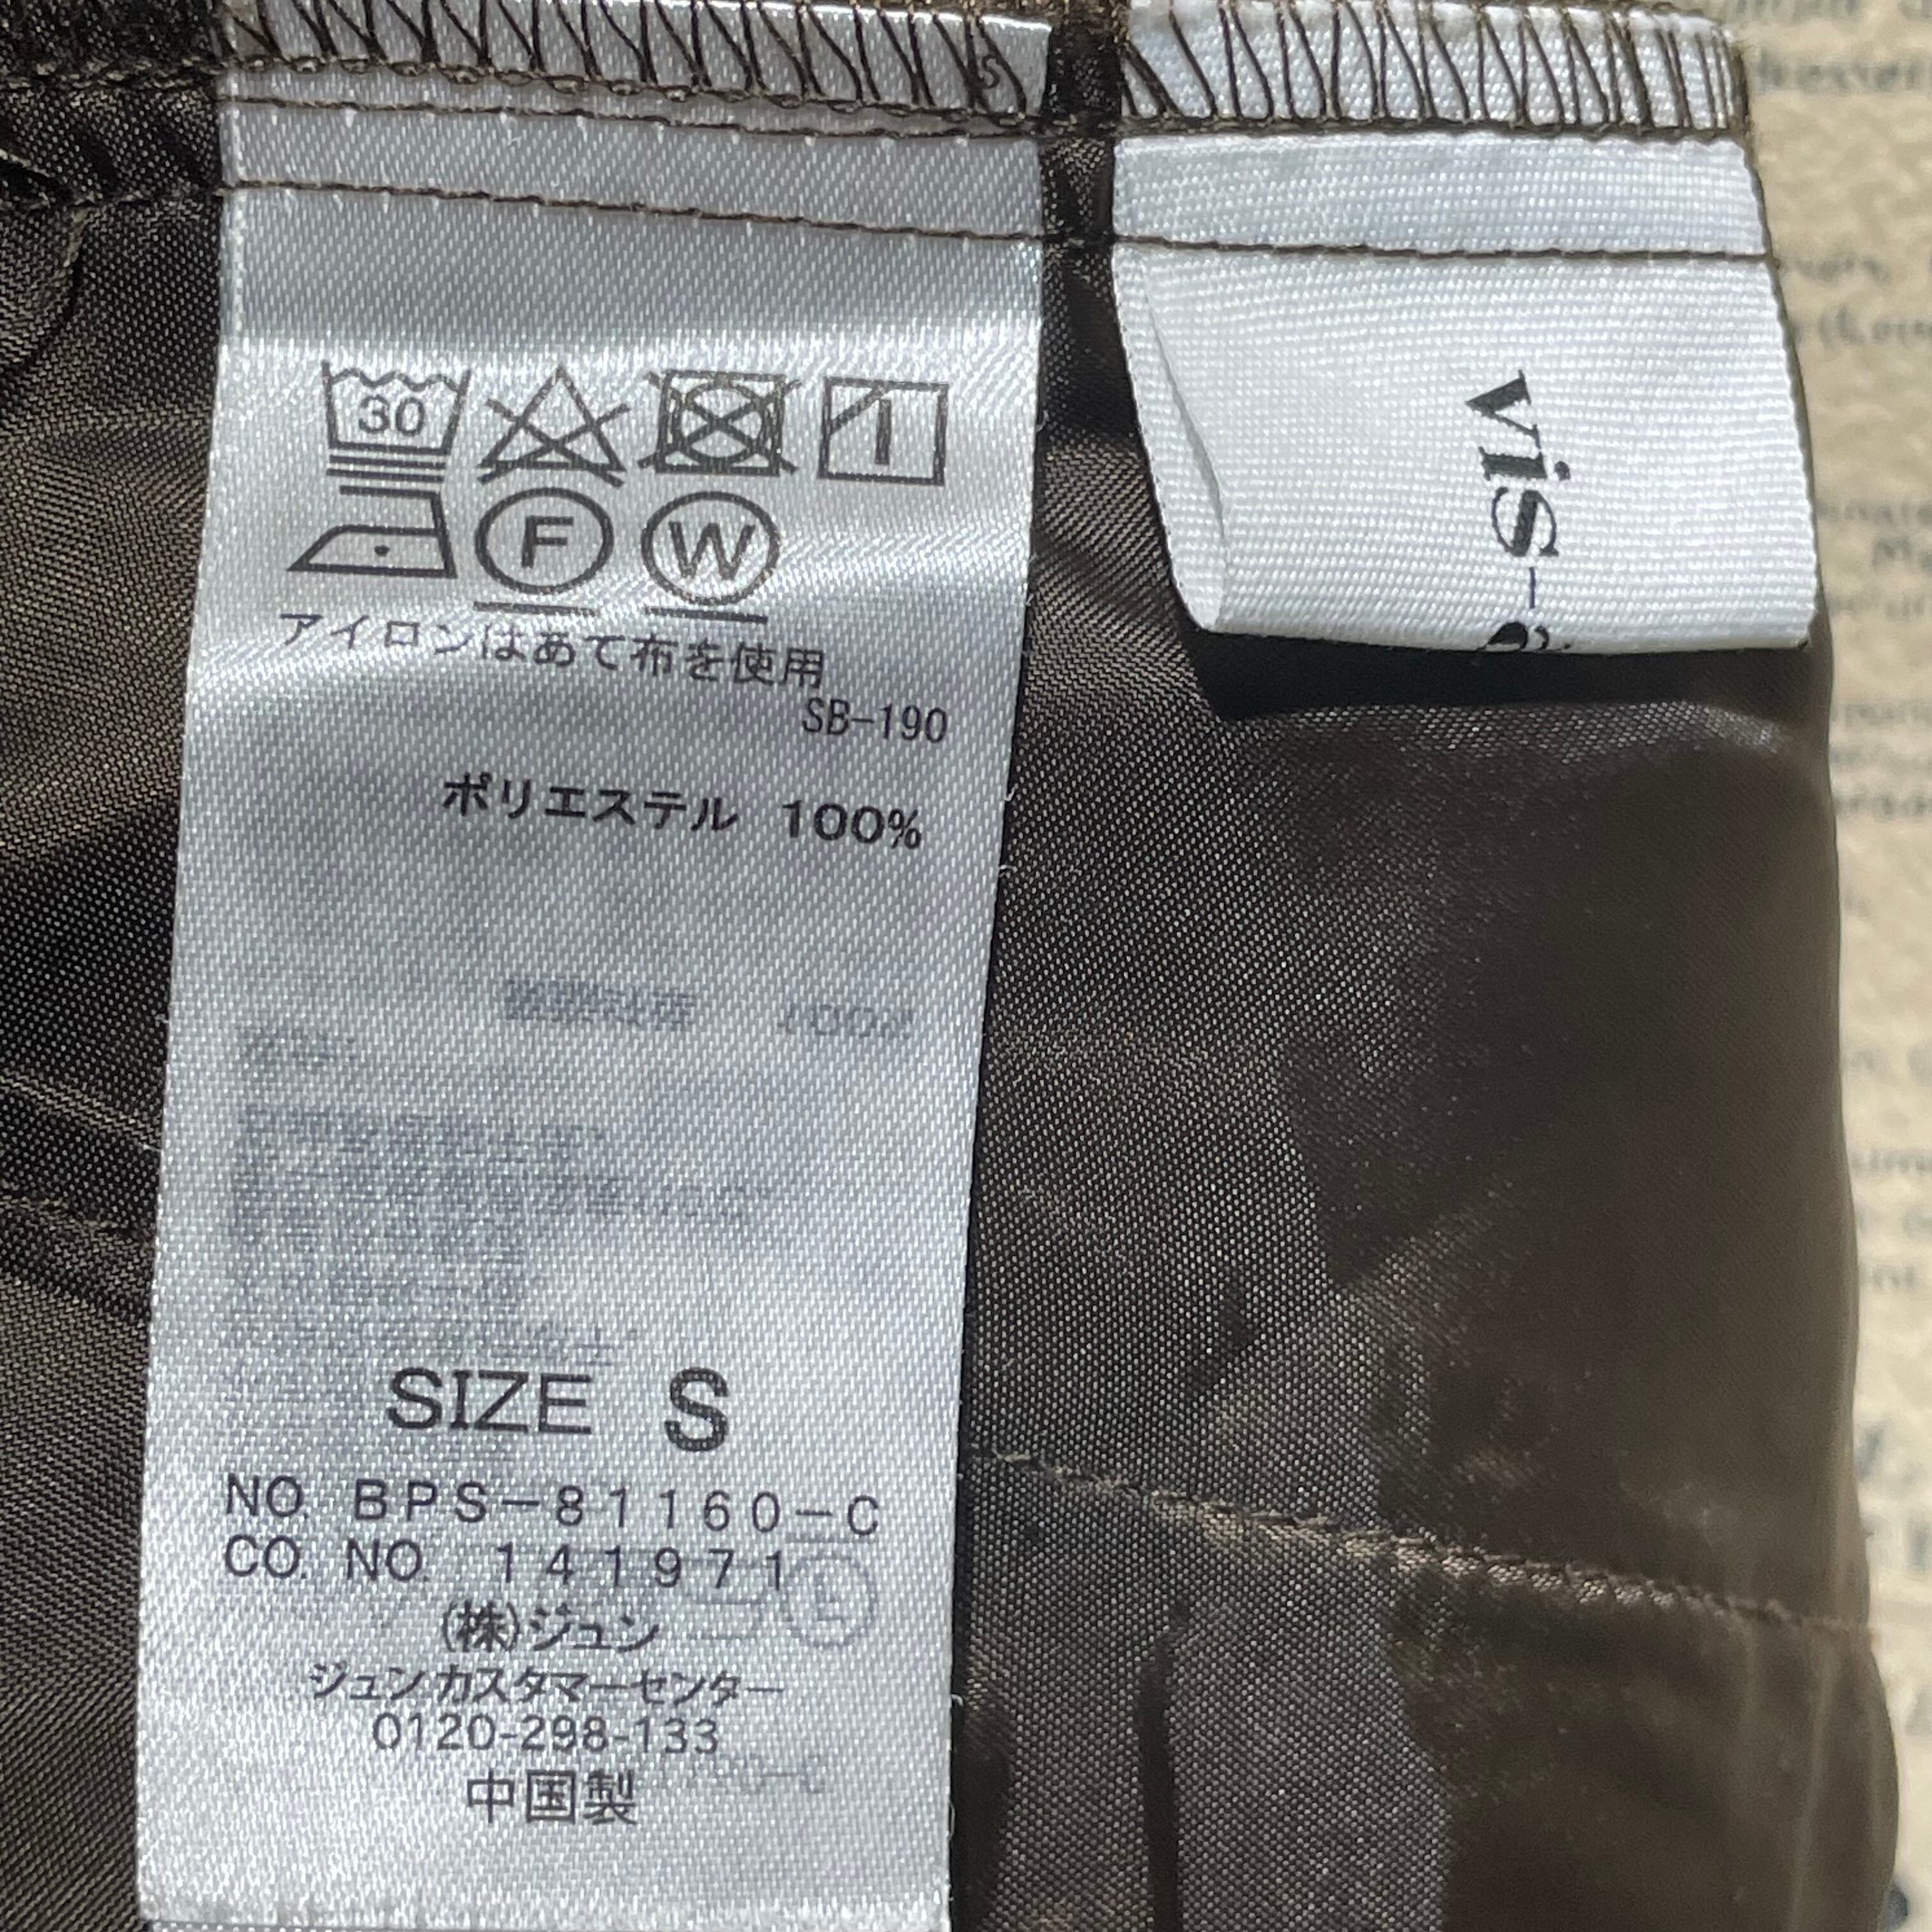 30
F W
アイロンはあて布を使用
SB-190
ポリエステル 100%
SIZE S
NO. BPS-81160-C
CO. NO. 141971
(株)ジュン
ジュンカスタマーセンター
0120-298-133
中国製
vis-